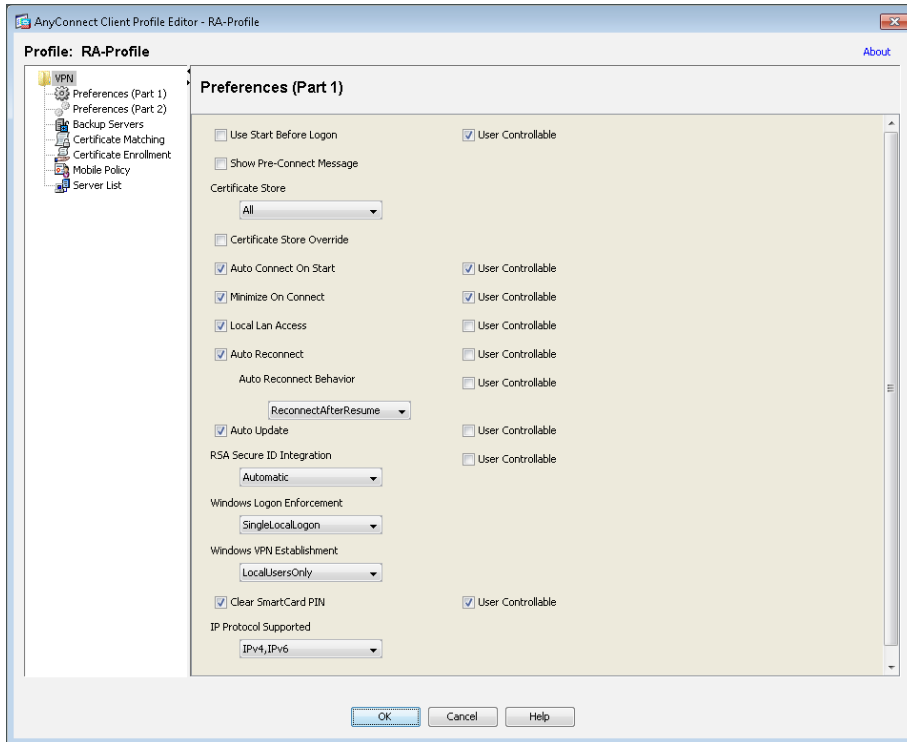 AnyConnect Client Profile Editor - RA-Profile
Profile: RA-Profile
About
VPN
Preferences (Part 1)
Preferences (Part 2)
Backup Servers
Certificate Matching
Certificate Enrollment
Mobile Policy
Server List
Preferences (Part 1)
Use Start Before Logon User Controllable
Show Pre-Connect Message
Certificate Store
All
Certificate Store Override
Auto Connect On Start User Controllable
Minimize On Connect User Controllable
Local Lan Access User Controllable
Auto Reconnect User Controllable
Auto Reconnect Behavior User Controllable
ReconnectAfterResume
Auto Update User Controllable
RSA Secure ID Integration User Controllable
Automatic
Windows Logon Enforcement
SingleLocalLogon
Windows VPN Establishment
LocalUsersOnly
Clear SmartCard PIN User Controllable
IP Protocol Supported
IPv4,IPv6
OK Cancel Help